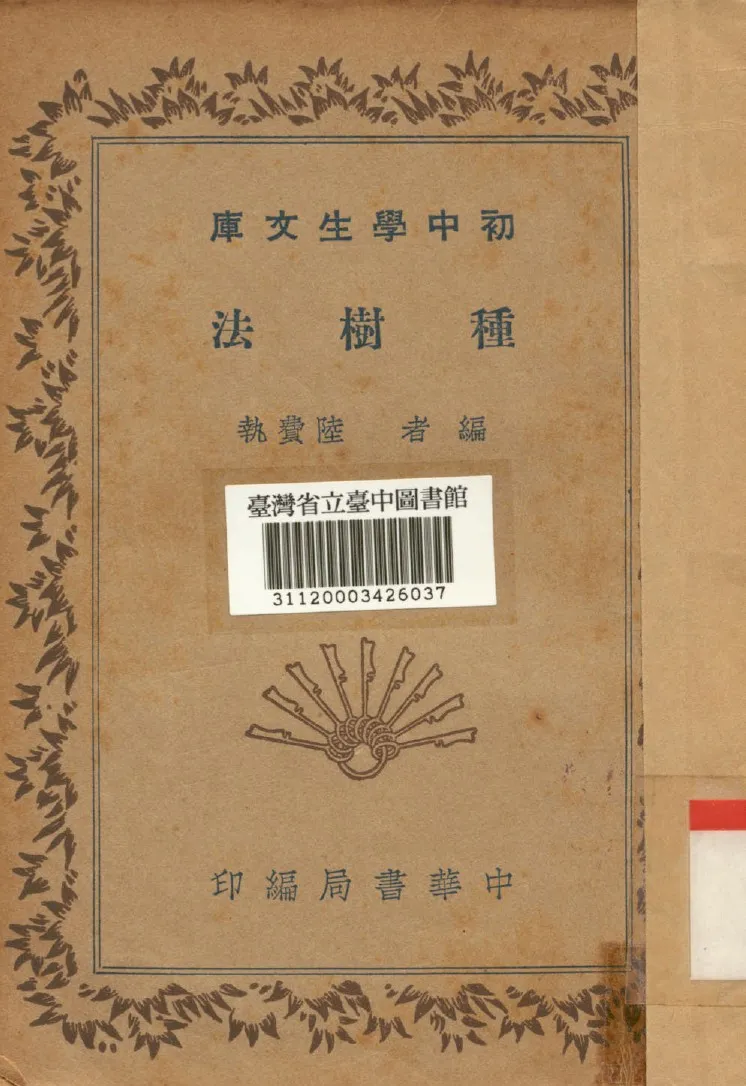 初中學生文庫
種樹法
編者 陸費執
臺灣省立臺中圖書館
31120003426037
中華書局編印